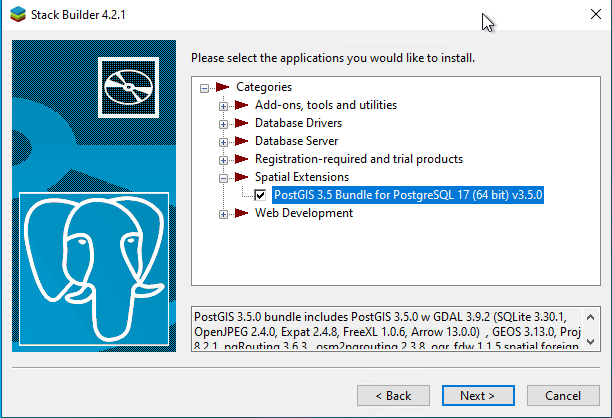 Stack Builder 4.2.1
Please select the applications you would like to install.
Categories
Add-ons, tools and utilities
Database Drivers
Database Server
Registration-required and trial products
Spatial Extensions
PostGIS 3.5 Bundle for PostgreSQL 17 (64 bit) v3.5.0
Web Development
PostGIS 3.5.0 bundle includes PostGIS 3.5.0 w GDAL 3.9.2 (SQLite 3.30.1,
OpenJPEG 2.4.0, Expat 2.4.8, FreeXL 1.0.6, Arrow 13.0.0) , GEOS 3.13.0, Proj
8.2.1, pgRouting 3.6.3, osm2pgrouting 2.3.8, ogr_fdw 1.1.5 spatial foreign
< Back
Next >
Cancel